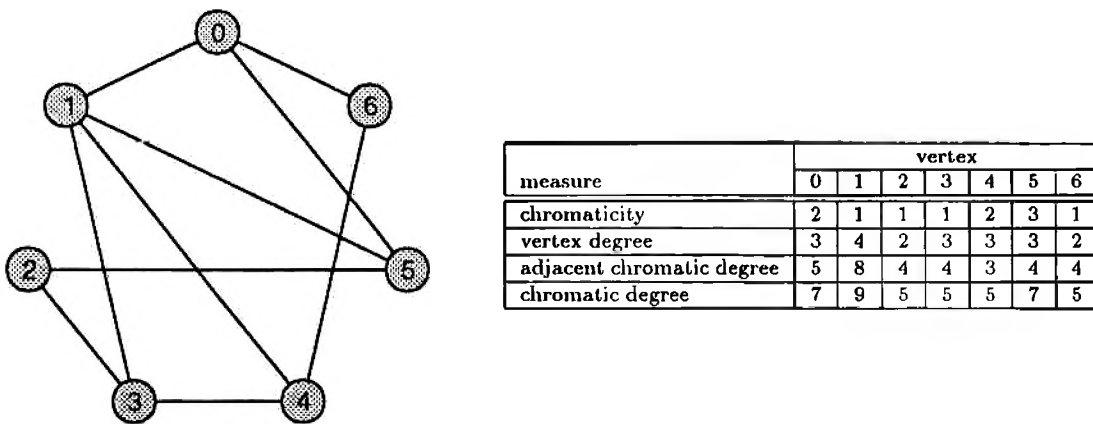 0
1
6
2
5
3
4
vertex
measure 0 1 2 3 4 5 6
chromaticity 2 1 1 1 2 3 1
vertex degree 3 4 2 3 3 3 2
adjacent chromatic degree 5 8 4 4 3 4 4
chromatic degree 7 9 5 5 5 7 5